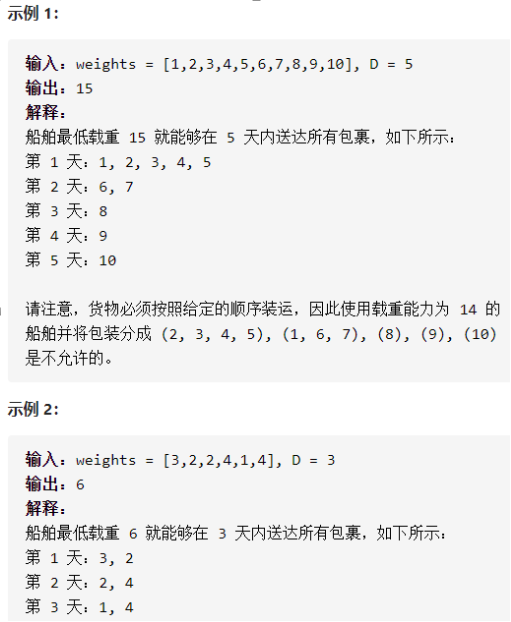 示例 1：
输入：weights = [1,2,3,4,5,6,7,8,9,10], D = 5
输出：15
解释：
船舶最低载重 15 就能够在 5 天内送达所有包裹，如下所示：
第 1 天：1, 2, 3, 4, 5
第 2 天：6, 7
第 3 天：8
第 4 天：9
第 5 天：10
请注意，货物必须按照给定的顺序装运，因此使用载重能力为 14 的
船舶并将包装分成 (2, 3, 4, 5), (1, 6, 7), (8), (9), (10)
是不允许的。
示例 2：
输入：weights = [3,2,2,4,1,4], D = 3
输出：6
解释：
船舶最低载重 6 就能够在 3 天内送达所有包裹，如下所示：
第 1 天：3, 2
第 2 天：2, 4
第 3 天：1, 4